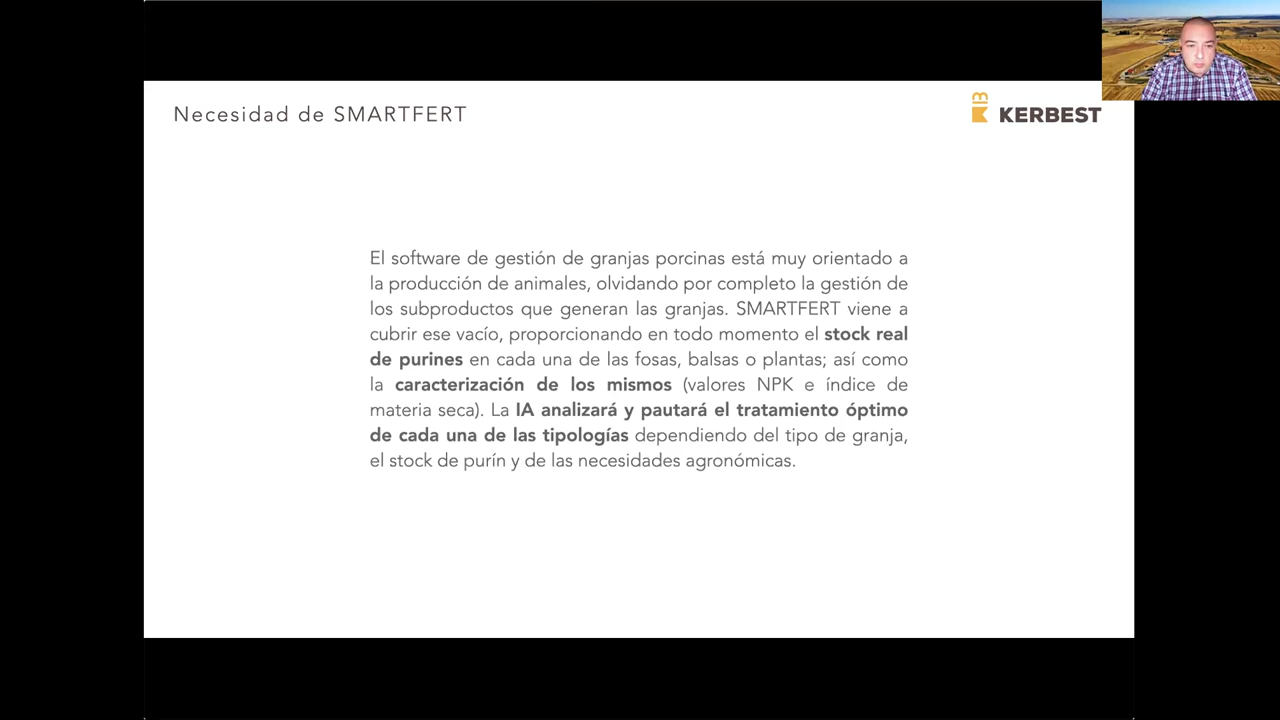 Necesidad de SMARTFERT
KERBEST
El software de gestión de granjas porcinas está muy orientado a
la producción de animales, olvidando por completo la gestión de
los subproductos que generan las granjas. SMARTFERT viene a
cubrir ese vacío, proporcionando en todo momento el stock real
de purines en cada una de las fosas, balsas o plantas; así como
la caracterización de los mismos (valores NPK e índice de
materia seca). La IA analizará y pautará el tratamiento óptimo
de cada una de las tipologías dependiendo del tipo de granja,
el stock de purín y de las necesidades agronómicas.